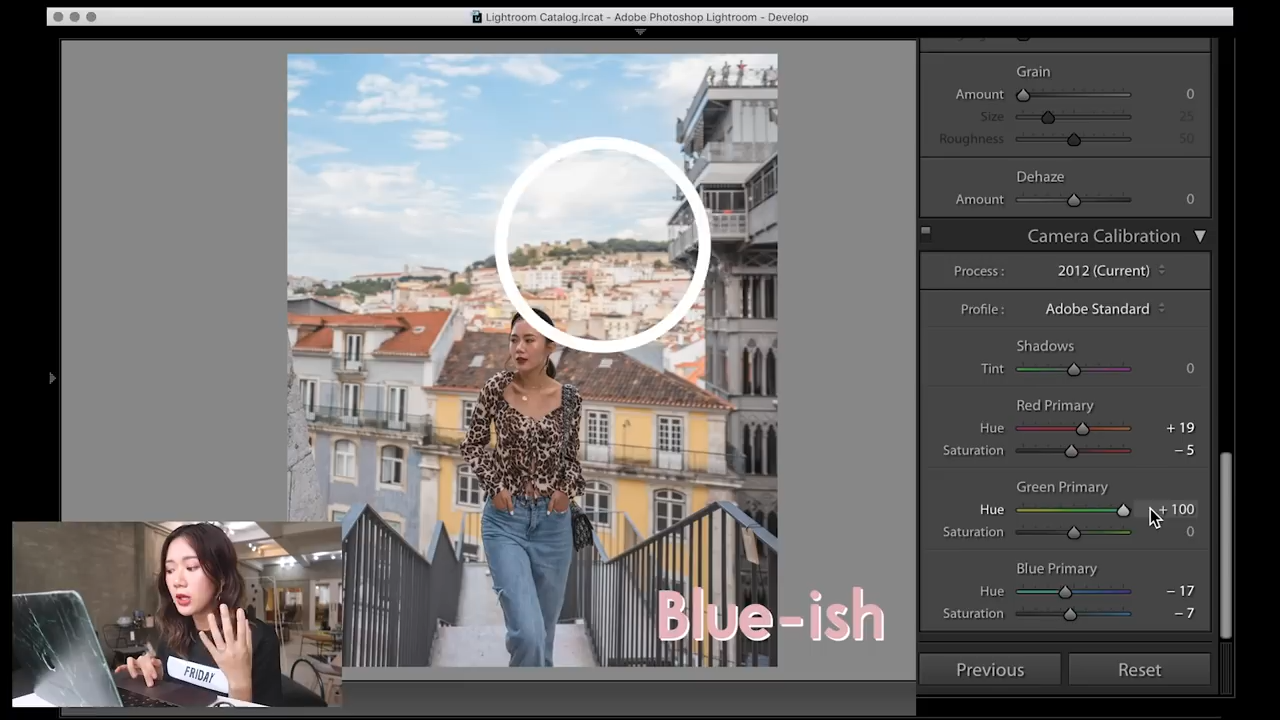 Lightroom Catalog.lrcat - Adobe Photoshop Lightroom - Develop
Grain
Amount 0
Size 25
Roughness 50
Dehaze
Amount 0
Camera Calibration
Process : 2012 (Current)
Profile : Adobe Standard
Shadows
Tint 0
Red Primary
Hue + 19
Saturation – 5
Green Primary
Hue + 100
Saturation 0
Blue Primary
Hue – 17
Saturation – 7
Previous Reset
Blue-ish
FRIDAY